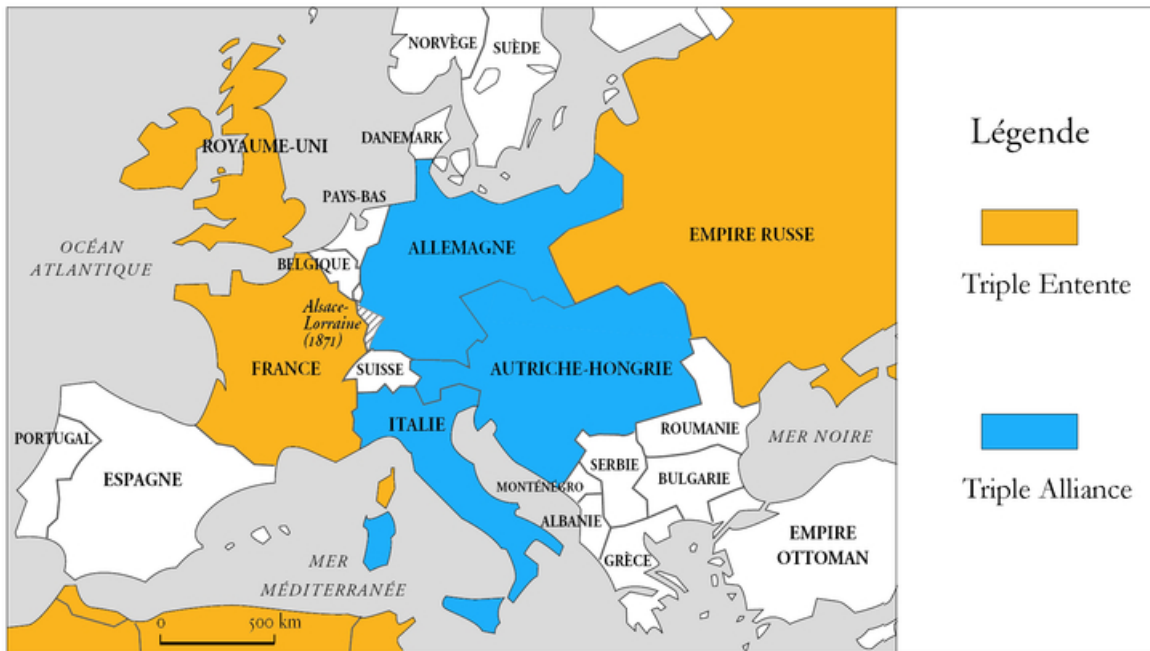 NORVÈGE
SUÈDE
DANEMARK
ROYAUME-UNI
PAYS-BAS
EMPIRE RUSSE
ALLEMAGNE
OCÉAN
ATLANTIQUE
BELGIQUE
Alsace-
Lorraine
(1871)
FRANCE
SUISSE
AUTRICHE-HONGRIE
ITALIE
ROUMANIE
MER NOIRE
PORTUGAL
ESPAGNE
SERBIE
BULGARIE
MONTÉNÉGRO
ALBANIE
GRÈCE
EMPIRE
OTTOMAN
MER
MÉDITERRANÉE
0 500 km
Légende
Triple Entente
Triple Alliance